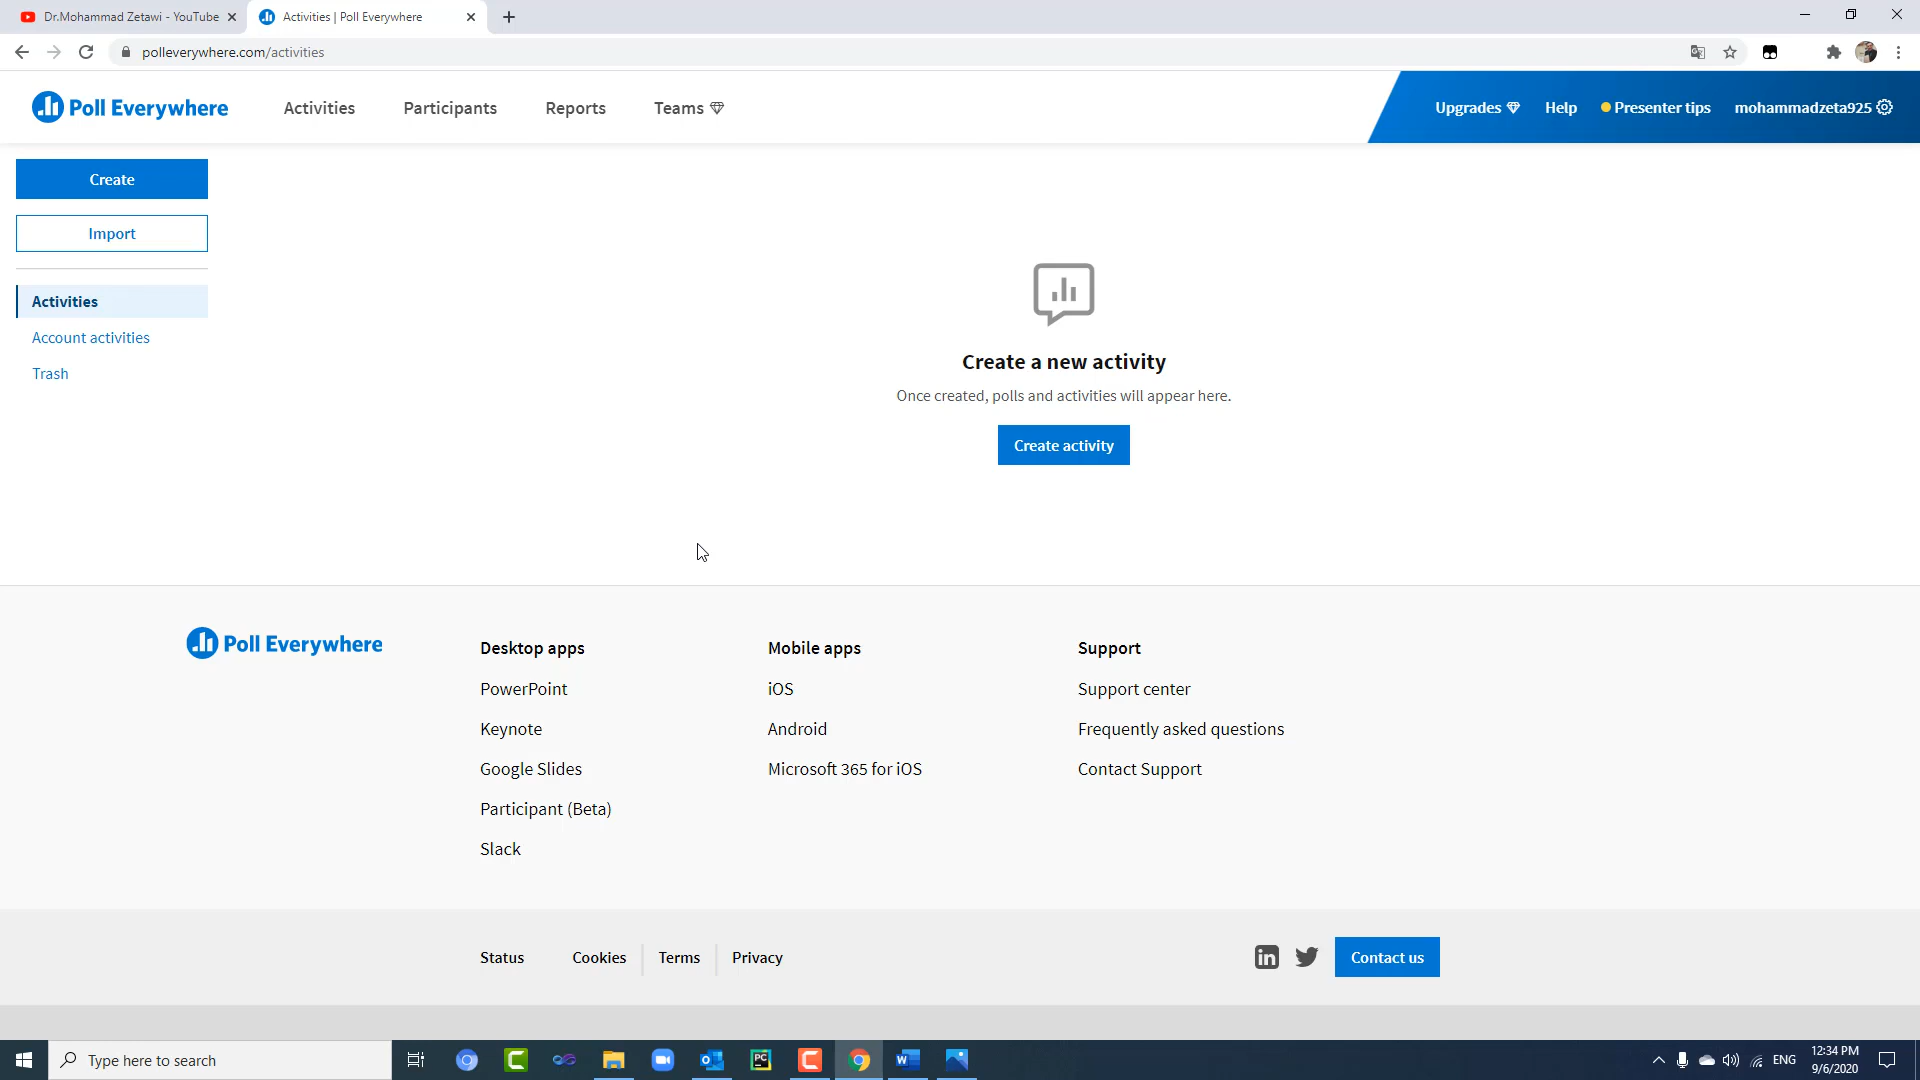 Dr.Mohammad Zetawi - YouTube
Activities | Poll Everywhere
polleverywhere.com/activities
Poll Everywhere
Activities
Participants
Reports
Teams
Upgrades
Help
Presenter tips
mohammadzeta925
Create
Import
Activities
Account activities
Trash
Create a new activity
Once created, polls and activities will appear here.
Create activity
Poll Everywhere
Desktop apps
PowerPoint
Keynote
Google Slides
Participant (Beta)
Slack
Mobile apps
iOS
Android
Microsoft 365 for iOS
Support
Support center
Frequently asked questions
Contact Support
Status
Cookies
Terms
Privacy
in
Contact us
Type here to search
PC
ENG
12:34 PM
9/6/2020